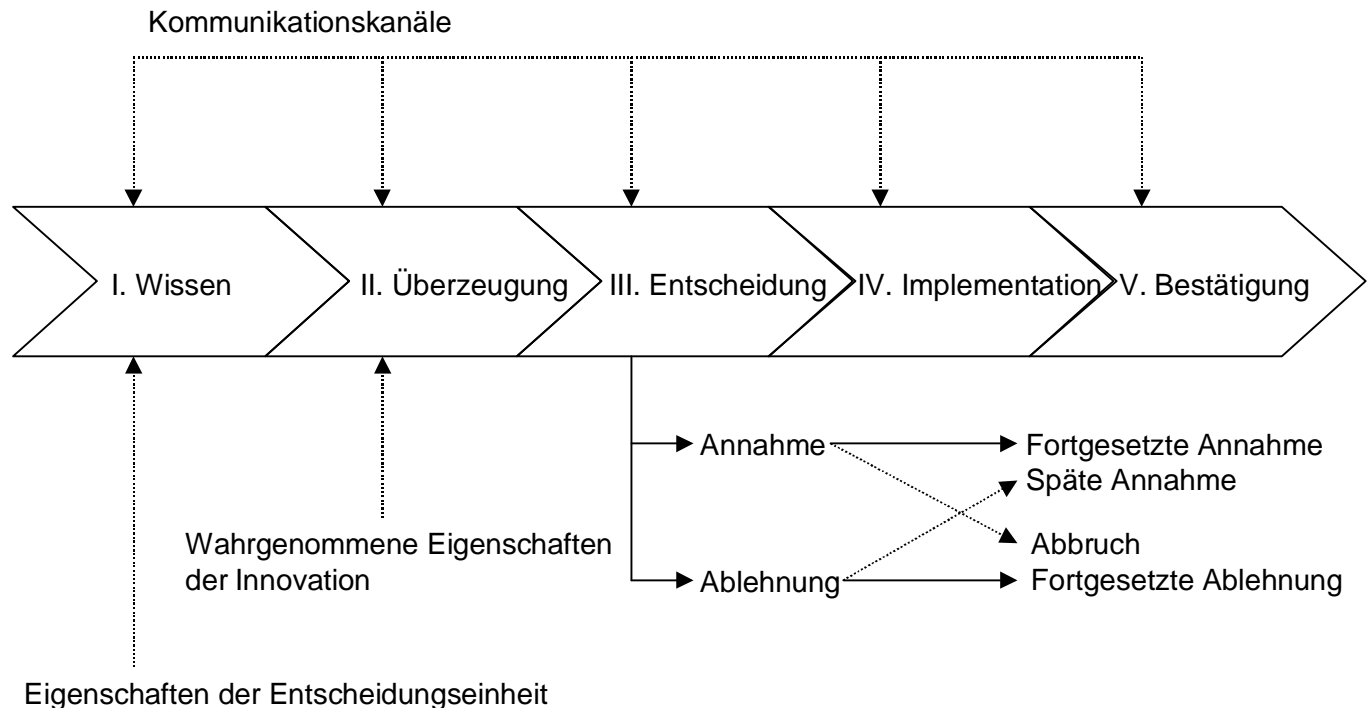 Kommunikationskanäle
I. Wissen
II. Überzeugung
III. Entscheidung
IV. Implementation
V. Bestätigung
Annahme
Fortgesetzte Annahme
Späte Annahme
Wahrgenommene Eigenschaften
der Innovation
Abbruch
Ablehnung
Fortgesetzte Ablehnung
Eigenschaften der Entscheidungseinheit